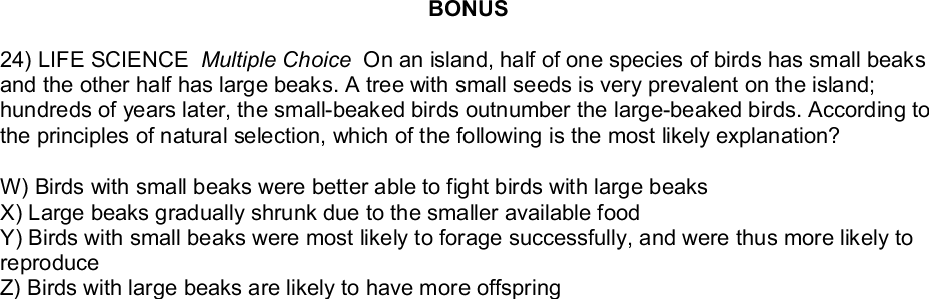 BONUS
24) LIFE SCIENCE Multiple Choice On an island, half of one species of birds has small beaks
and the other half has large beaks. A tree with small seeds is very prevalent on the island;
hundreds of years later, the small-beaked birds outnumber the large-beaked birds. According to
the principles of natural selection, which of the following is the most likely explanation?
W) Birds with small beaks were better able to fight birds with large beaks
X) Large beaks gradually shrunk due to the smaller available food
Y) Birds with small beaks were most likely to forage successfully, and were thus more likely to
reproduce
Z) Birds with large beaks are likely to have more offspring